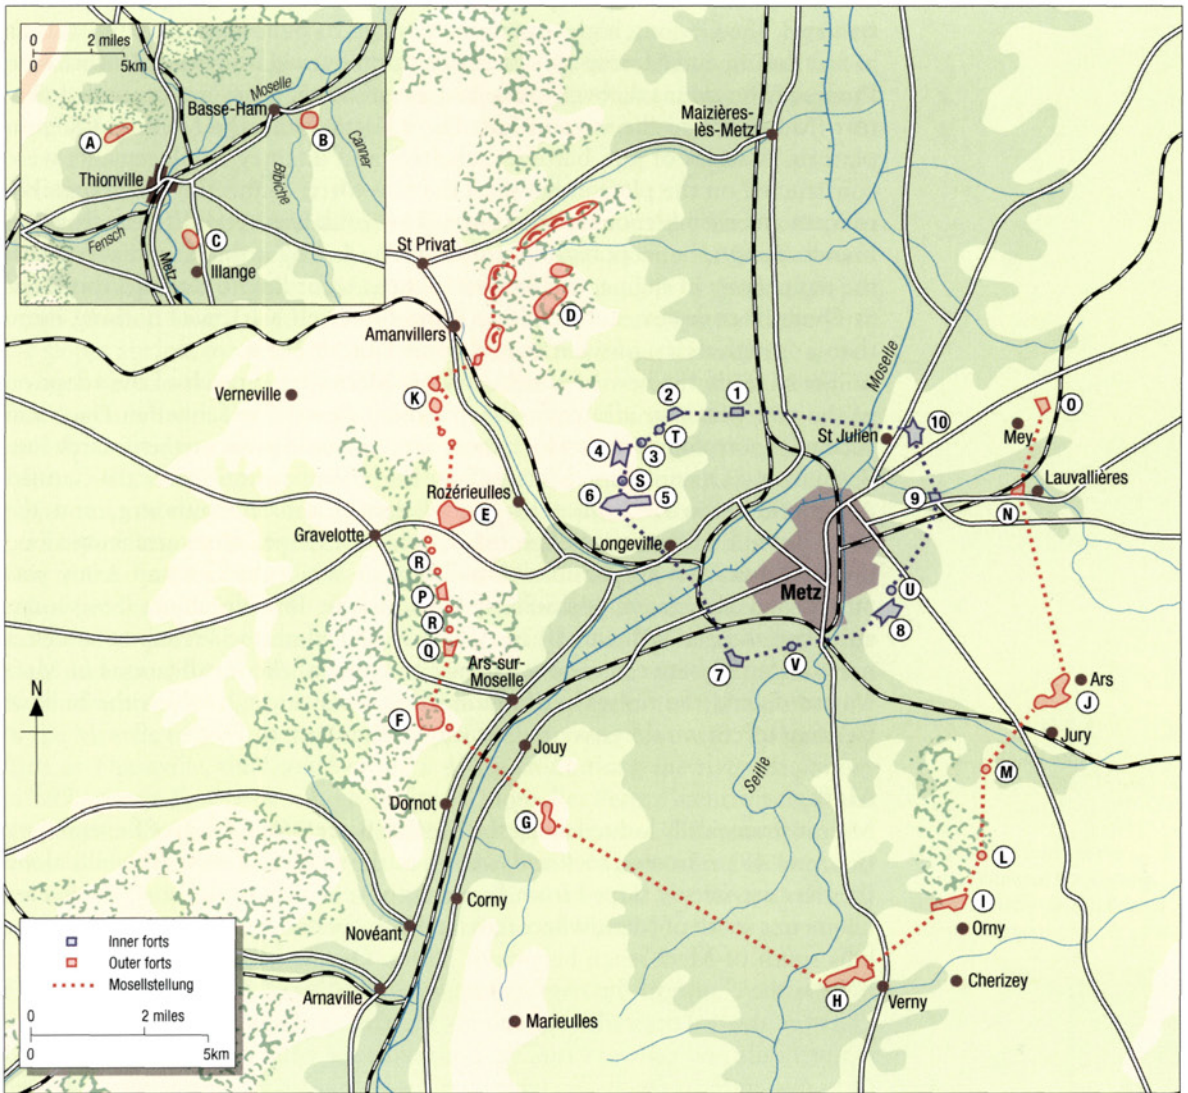 0 2 miles
0 5km
Moselle
Basse-Ham
A
B
Canner
Bibiche
Thionville
Fensch
C
Metz
Illange
Maizières-
lès-Metz
St Privat
D
Amanvillers
Moselle
Verneville
K
2
1
T
4
3
St Julien
10
O
Mey
S
6
5
9
Lauvallières
Rozérieulles
E
N
Gravelotte
Longeville
R
P
Metz
U
R
8
Q
V
7
Ars-sur-
Moselle
Ars
J
N
F
Jouy
Jury
Seille
M
Dornot
G
L
Corny
I
Novéant
Orny
Inner forts
Outer forts
Mosellstellung
H
Cherizey
Arnaville
Verny
0 2 miles
Marieulles
0 5km